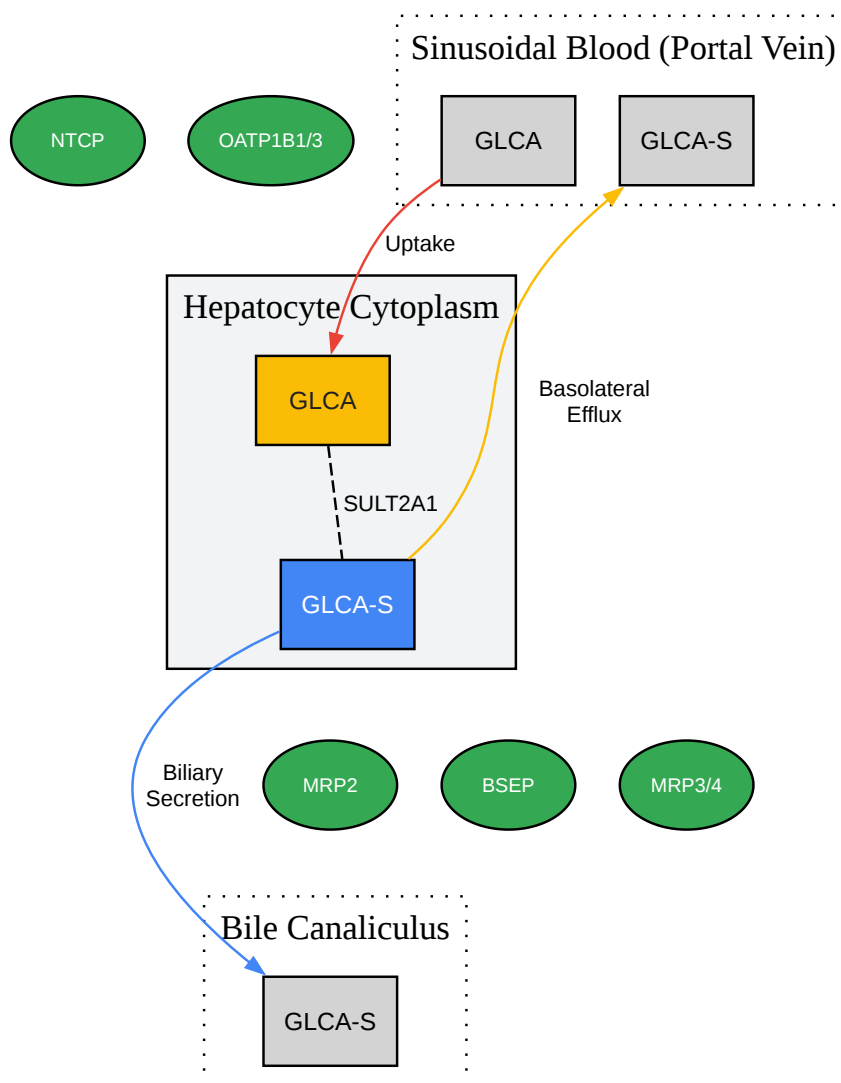 Sinusoidal Blood (Portal Vein)
NTCP
OATP1B1/3
GLCA
GLCA-S
Uptake
Hepatocyte Cytoplasm
GLCA
Basolateral
Efflux
SULT2A1
GLCA-S
Biliary
Secretion
MRP2
BSEP
MRP3/4
Bile Canaliculus
GLCA-S